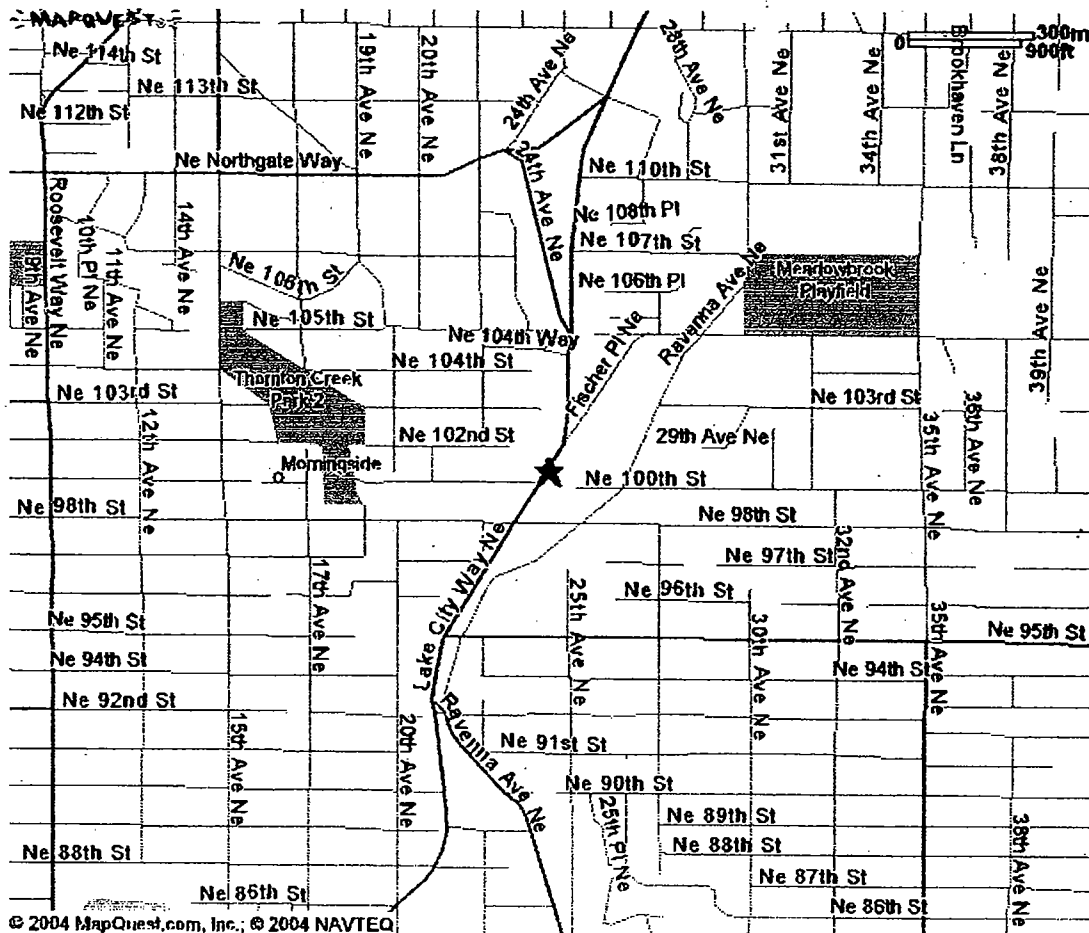 MAPQUEST
300m
900ft
0
Ne 114th St
Ne 113th St
Ne 112th St
19th Ave Ne
20th Ave Ne
24th Ave Ne
28th Ave Ne
31st Ave Ne
34th Ave Ne
Brookhaven Ln
38th Ave Ne
Ne Northgate Way
24th Ave Ne
Ne 110th St
Roosevelt Way Ne
10th Pl Ne
11th Ave Ne
9th Ave Ne
14th Ave Ne
Ne 108th Pl
Ne 107th St
Ne 106th St
Ne 106th Pl
Ravenna Ave Ne
Meadowbrook
Playfield
39th Ave Ne
Ne 105th St
Ne 104th Way
Ne 104th St
Fischer Pl Ne
Thornton Creek
Park 2
Ne 103rd St
Ne 103rd St
12th Ave Ne
Ne 102nd St
29th Ave Ne
35th Ave Ne
36th Ave Ne
Morningside
Ne 100th St
Ne 98th St
Ne 98th St
Lake City Way Ne
32nd Ave Ne
Ne 97th St
17th Ave Ne
25th Ave Ne
Ne 96th St
30th Ave Ne
35th Ave Ne
Ne 95th St
Ne 95th St
Ne 94th St
Ne 94th St
Ne 92nd St
15th Ave Ne
20th Ave Ne
Ravenna Ave Ne
Ne 91st St
Ne 90th St
25th Pl Ne
Ne 89th St
Ne 88th St
Ne 88th St
38th Ave Ne
Ne 87th St
Ne 86th St
Ne 86th St
© 2004 MapQuest.com, Inc.; © 2004 NAVTEQ